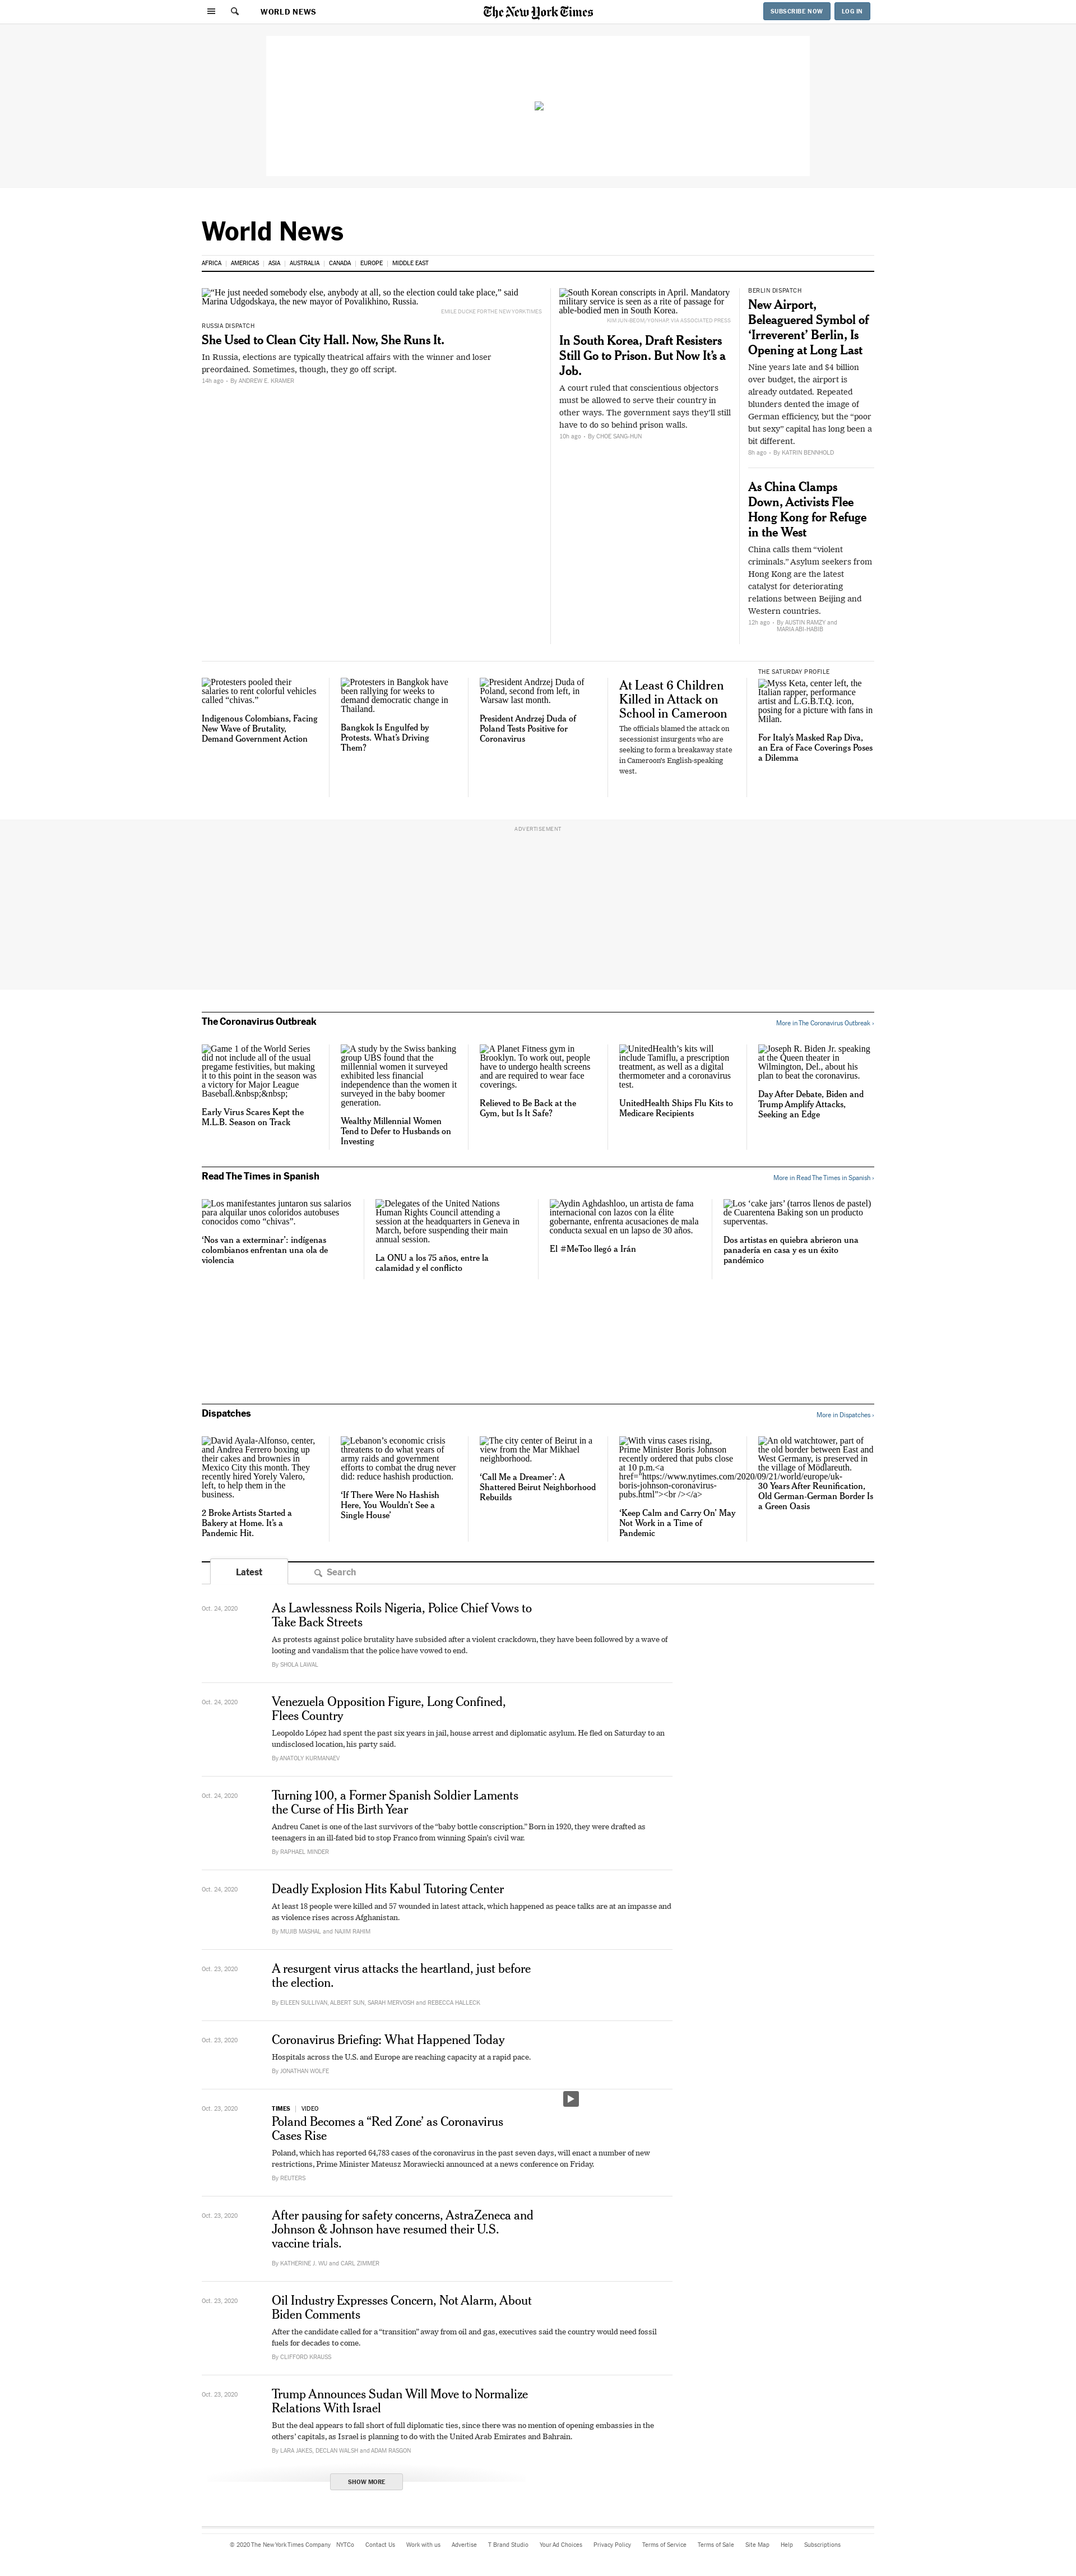 WORLD NEWS
The New York Times
SUBSCRIBE NOW
LOG IN
World News
AFRICA
AMERICAS
ASIA
AUSTRALIA
CANADA
EUROPE
MIDDLE EAST
“He just needed somebody else, anybody at all, so the election could take place,” said
Marina Udgodskaya, the new mayor of Povalikhino, Russia.
EMILE DUCKE FOR THE NEW YORK TIMES
RUSSIA DISPATCH
She Used to Clean City Hall. Now, She Runs It.
In Russia, elections are typically theatrical affairs with the winner and loser
preordained. Sometimes, though, they go off script.
14h ago
By ANDREW E. KRAMER
South Korean conscripts in April. Mandatory
military service is seen as a rite of passage for
able-bodied men in South Korea.
KIM JUN-BEOM/YONHAP, VIA ASSOCIATED PRESS
In South Korea, Draft Resisters
Still Go to Prison. But Now It’s a
Job.
A court ruled that conscientious objectors
must be allowed to serve their country in
other ways. The government says they’ll still
have to do so behind prison walls.
10h ago
By CHOE SANG-HUN
BERLIN DISPATCH
New Airport,
Beleaguered Symbol of
‘Irreverent’ Berlin, Is
Opening at Long Last
Nine years late and $4 billion
over budget, the airport is
already outdated. Repeated
blunders dented the image of
German efficiency, but the “poor
but sexy” capital has long been a
bit different.
8h ago
By KATRIN BENNHOLD
As China Clamps
Down, Activists Flee
Hong Kong for Refuge
in the West
China calls them “violent
criminals.” Asylum seekers from
Hong Kong are the latest
catalyst for deteriorating
relations between Beijing and
Western countries.
12h ago
By AUSTIN RAMZY and
MARIA ABI-HABIB
Protesters pooled their
salaries to rent colorful vehicles
called “chivas.”
Indigenous Colombians, Facing
New Wave of Brutality,
Demand Government Action
Protesters in Bangkok have
been rallying for weeks to
demand democratic change in
Thailand.
Bangkok Is Engulfed by
Protests. What’s Driving
Them?
President Andrzej Duda of
Poland, second from left, in
Warsaw last month.
President Andrzej Duda of
Poland Tests Positive for
Coronavirus
At Least 6 Children
Killed in Attack on
School in Cameroon
The officials blamed the attack on
secessionist insurgents who are
seeking to form a breakaway state
in Cameroon’s English-speaking
west.
THE SATURDAY PROFILE
Myss Keta, center left, the
Italian rapper, performance
artist and L.G.B.T.Q. icon,
posing for a picture with fans in
Milan.
For Italy’s Masked Rap Diva,
an Era of Face Coverings Poses
a Dilemma
ADVERTISEMENT
The Coronavirus Outbreak
More in The Coronavirus Outbreak ›
Game 1 of the World Series
did not include all of the usual
pregame festivities, but making
it to this point in the season was
a victory for Major League
Baseball.&nbsp;&nbsp;
Early Virus Scares Kept the
M.L.B. Season on Track
A study by the Swiss banking
group UBS found that the
millennial women it surveyed
exhibited less financial
independence than the women it
surveyed in the baby boomer
generation.
Wealthy Millennial Women
Tend to Defer to Husbands on
Investing
A Planet Fitness gym in
Brooklyn. To work out, people
have to undergo health screens
and are required to wear face
coverings.
Relieved to Be Back at the
Gym, but Is It Safe?
UnitedHealth’s kits will
include Tamiflu, a prescription
treatment, as well as a digital
thermometer and a coronavirus
test.
UnitedHealth Ships Flu Kits to
Medicare Recipients
Joseph R. Biden Jr. speaking
at the Queen theater in
Wilmington, Del., about his
plan to beat the coronavirus.
Day After Debate, Biden and
Trump Amplify Attacks,
Seeking an Edge
Read The Times in Spanish
More in Read The Times in Spanish ›
Los manifestantes juntaron sus salarios
para alquilar unos coloridos autobuses
conocidos como “chivas”.
‘Nos van a exterminar’: indígenas
colombianos enfrentan una ola de
violencia
Delegates of the United Nations
Human Rights Council attending a
session at the headquarters in Geneva in
March, before suspending their main
annual session.
La ONU a los 75 años, entre la
calamidad y el conflicto
Aydin Aghdashloo, un artista de fama
internacional con lazos con la élite
gobernante, enfrenta acusaciones de mala
conducta sexual en un lapso de 30 años.
El #MeToo llegó a Irán
Los ‘cake jars’ (tarros llenos de pastel)
de Cuarentena Baking son un producto
superventas.
Dos artistas en quiebra abrieron una
panadería en casa y es un éxito
pandémico
Dispatches
More in Dispatches ›
David Ayala-Alfonso, center,
and Andrea Ferrero boxing up
their cakes and brownies in
Mexico City this month. They
recently hired Yorely Valero,
left, to help them in the
business.
2 Broke Artists Started a
Bakery at Home. It’s a
Pandemic Hit.
Lebanon’s economic crisis
threatens to do what years of
army raids and government
efforts to combat the drug never
did: reduce hashish production.
‘If There Were No Hashish
Here, You Wouldn’t See a
Single House’
The city center of Beirut in a
view from the Mar Mikhael
neighborhood.
‘Call Me a Dreamer’: A
Shattered Beirut Neighborhood
Rebuilds
With virus cases rising,
Prime Minister Boris Johnson
recently ordered that pubs close
at 10 p.m.<a
href="https://www.nytimes.com/2020/09/21/world/europe/uk-
boris-johnson-coronavirus-
pubs.html"><br /></a>
‘Keep Calm and Carry On’ May
Not Work in a Time of
Pandemic
An old watchtower, part of
the old border between East and
West Germany, is preserved in
the village of Mödlareuth.
30 Years After Reunification,
Old German-German Border Is
a Green Oasis
Latest
Search
Oct. 24, 2020
As Lawlessness Roils Nigeria, Police Chief Vows to
Take Back Streets
As protests against police brutality have subsided after a violent crackdown, they have been followed by a wave of
looting and vandalism that the police have vowed to end.
By SHOLA LAWAL
Oct. 24, 2020
Venezuela Opposition Figure, Long Confined,
Flees Country
Leopoldo López had spent the past six years in jail, house arrest and diplomatic asylum. He fled on Saturday to an
undisclosed location, his party said.
By ANATOLY KURMANAEV
Oct. 24, 2020
Turning 100, a Former Spanish Soldier Laments
the Curse of His Birth Year
Andreu Canet is one of the last survivors of the “baby bottle conscription.” Born in 1920, they were drafted as
teenagers in an ill-fated bid to stop Franco from winning Spain’s civil war.
By RAPHAEL MINDER
Oct. 24, 2020
Deadly Explosion Hits Kabul Tutoring Center
At least 18 people were killed and 57 wounded in latest attack, which happened as peace talks are at an impasse and
as violence rises across Afghanistan.
By MUJIB MASHAL and NAJIM RAHIM
Oct. 23, 2020
A resurgent virus attacks the heartland, just before
the election.
By EILEEN SULLIVAN, ALBERT SUN, SARAH MERVOSH and REBECCA HALLECK
Oct. 23, 2020
Coronavirus Briefing: What Happened Today
Hospitals across the U.S. and Europe are reaching capacity at a rapid pace.
By JONATHAN WOLFE
Oct. 23, 2020
TIMES | VIDEO
Poland Becomes a “Red Zone’ as Coronavirus
Cases Rise
Poland, which has reported 64,783 cases of the coronavirus in the past seven days, will enact a number of new
restrictions, Prime Minister Mateusz Morawiecki announced at a news conference on Friday.
By REUTERS
Oct. 23, 2020
After pausing for safety concerns, AstraZeneca and
Johnson & Johnson have resumed their U.S.
vaccine trials.
By KATHERINE J. WU and CARL ZIMMER
Oct. 23, 2020
Oil Industry Expresses Concern, Not Alarm, About
Biden Comments
After the candidate called for a “transition” away from oil and gas, executives said the country would need fossil
fuels for decades to come.
By CLIFFORD KRAUSS
Oct. 23, 2020
Trump Announces Sudan Will Move to Normalize
Relations With Israel
But the deal appears to fall short of full diplomatic ties, since there was no mention of opening embassies in the
others’ capitals, as Israel is planning to do with the United Arab Emirates and Bahrain.
By LARA JAKES, DECLAN WALSH and ADAM RASGON
SHOW MORE
© 2020 The New York Times Company
NYTCo
Contact Us
Work with us
Advertise
T Brand Studio
Your Ad Choices
Privacy Policy
Terms of Service
Terms of Sale
Site Map
Help
Subscriptions